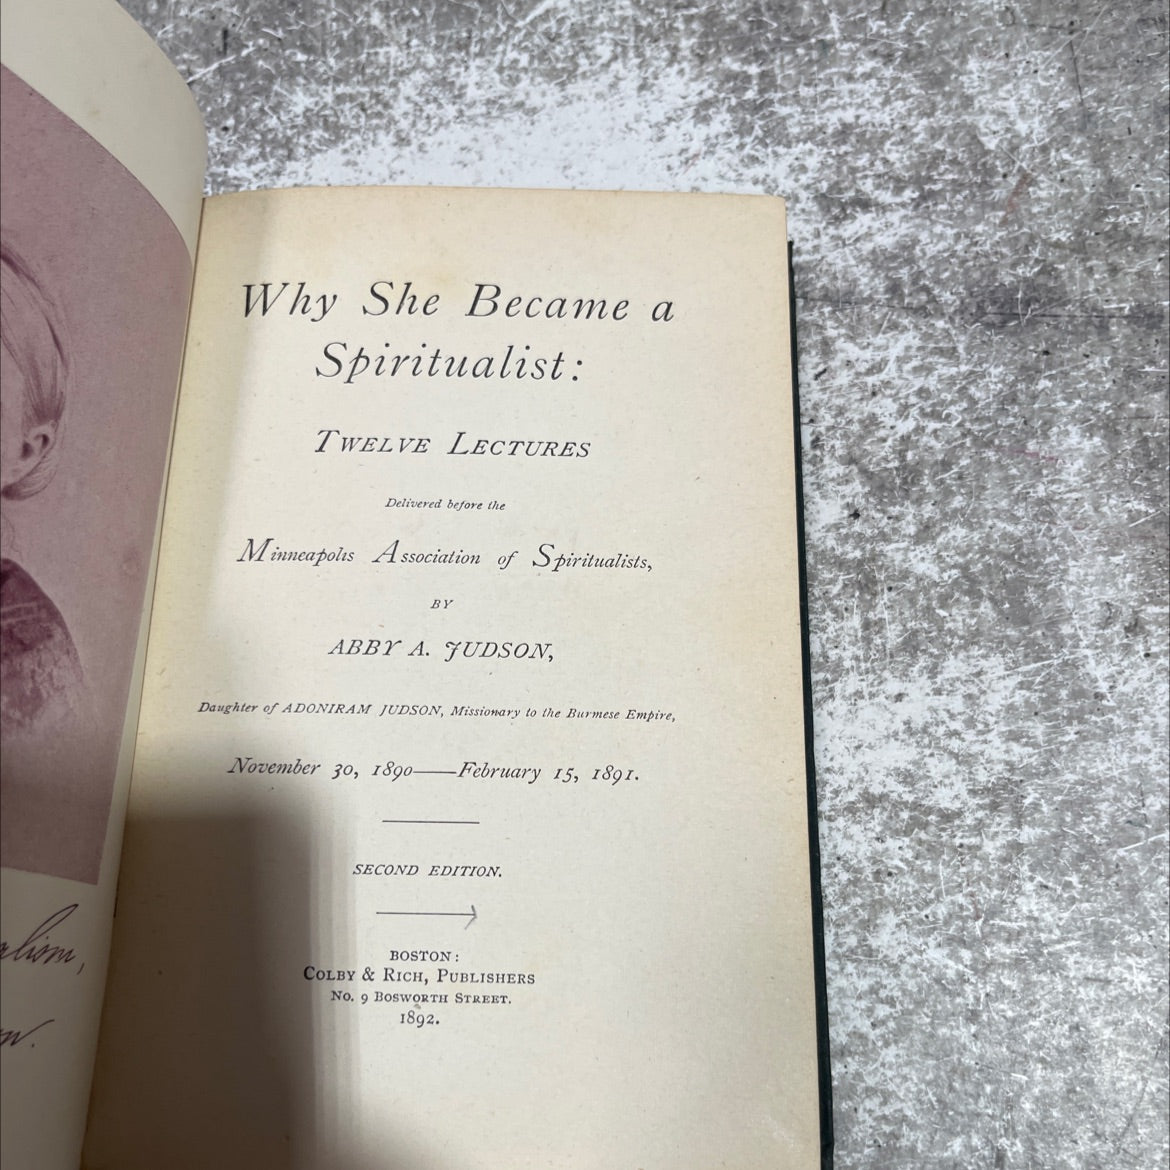 Why She Became a
Spiritualist:
TWELVE LECTURES
Delivered before the
Minneapolis Association of Spiritualists,
BY
ABBY A. JUDSON,
Daughter of ADONIRAM JUDSON, Missionary to the Burmese Empire,
November 30, 1890—February 15, 1891.
SECOND EDITION.
BOSTON:
COLBY & RICH, PUBLISHERS
No. 9 BOSWORTH STREET.
1892.